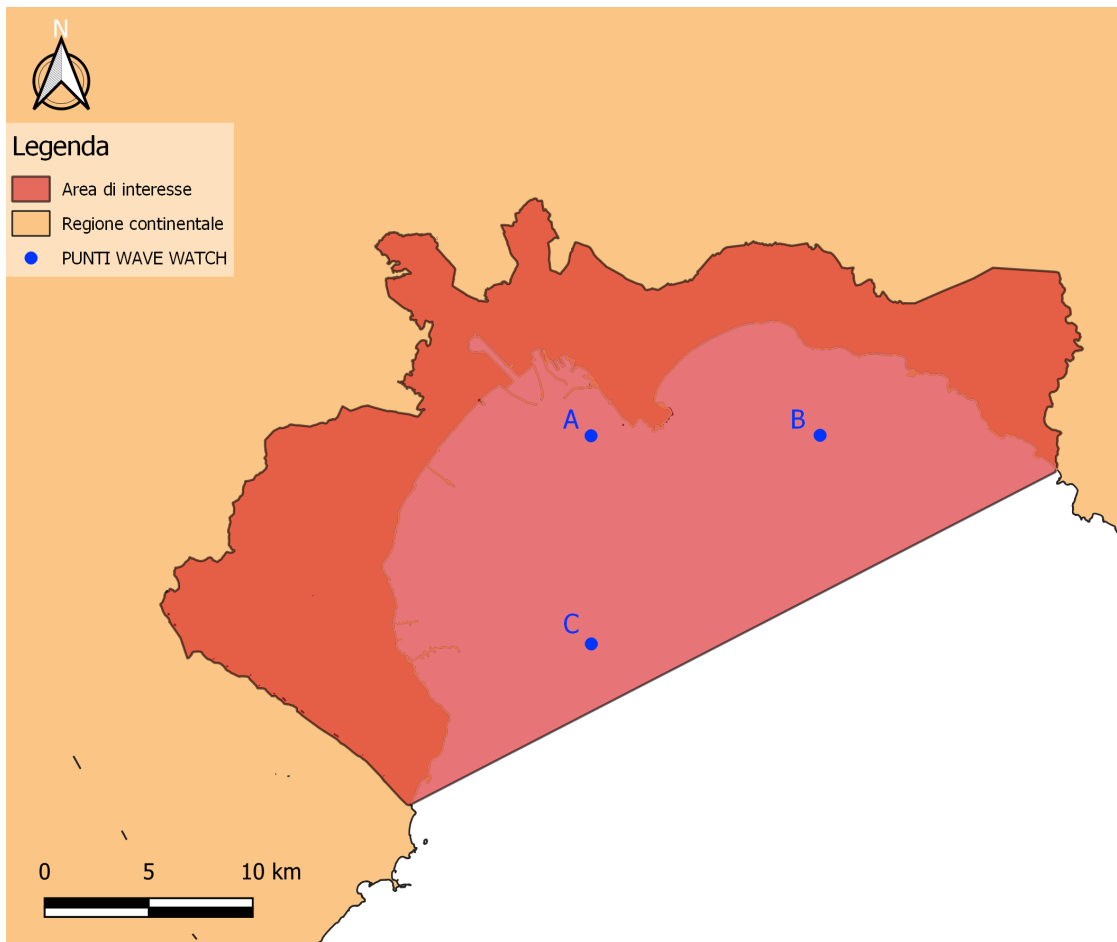 N
Legenda
Area di interesse
Regione continentale
PUNTI WAVE WATCH
A
B
C
0 5 10 km